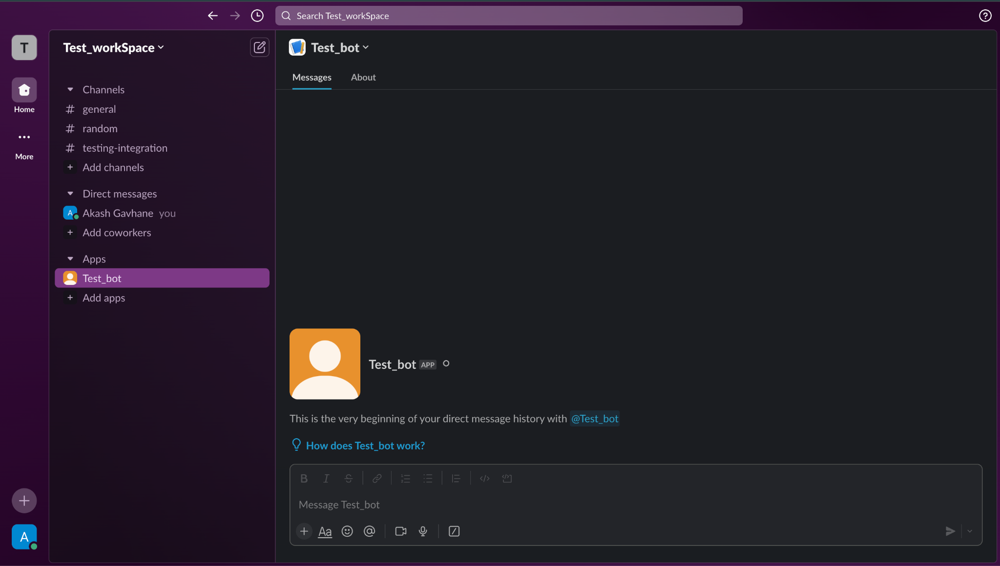 Search Test_workSpace
T
Home
More
A
Test_workSpace
Channels
# general
# random
# testing-integration
+ Add channels
Direct messages
A Akash Gavhane you
+ Add coworkers
Apps
Test_bot
+ Add apps
Test_bot
Messages About
Test_bot APP
This is the very beginning of your direct message history with @Test_bot
How does Test_bot work?
Message Test_bot
Aa